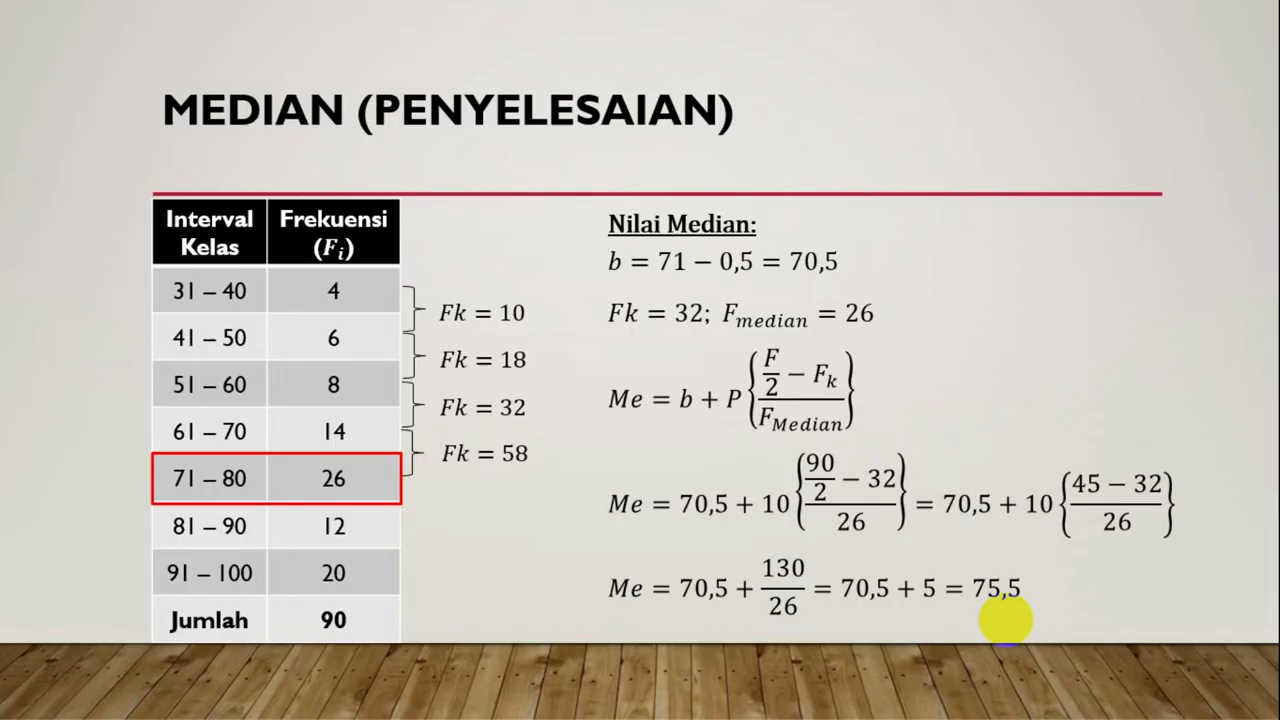 MEDIAN (PENYELESAIAN)
Interval Kelas Frekuensi (Fᵢ)
31 – 40 4
41 – 50 6
51 – 60 8
61 – 70 14
71 – 80 26
81 – 90 12
91 – 100 20
Jumlah 90
Fk = 10
Fk = 18
Fk = 32
Fk = 58
Nilai Median:
b = 71 − 0,5 = 70,5
Fk = 32; F_median = 26
Me = b + P {(F/2 − F_k)/F_Median}
Me = 70,5 + 10 {(90/2 − 32)/26} = 70,5 + 10 {(45 − 32)/26}
Me = 70,5 + 130/26 = 70,5 + 5 = 75,5